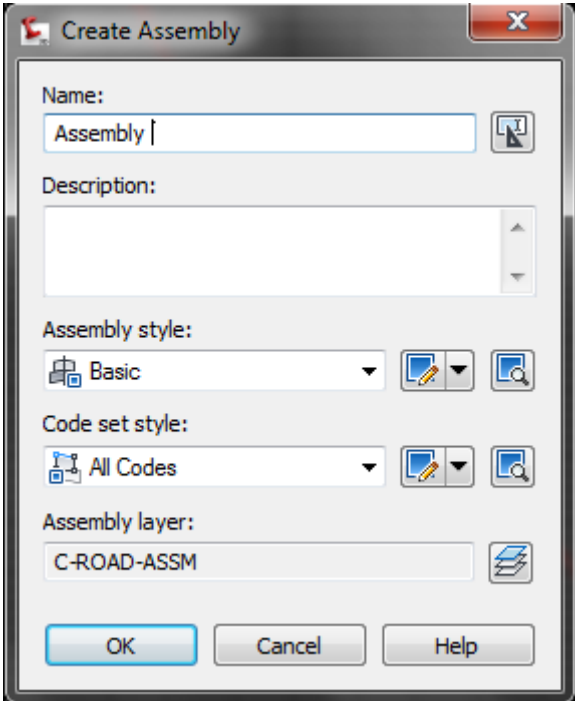 Create Assembly
Name:
Assembly
Description:
Assembly style:
Basic
Code set style:
All Codes
Assembly layer:
C-ROAD-ASSM
OK Cancel Help